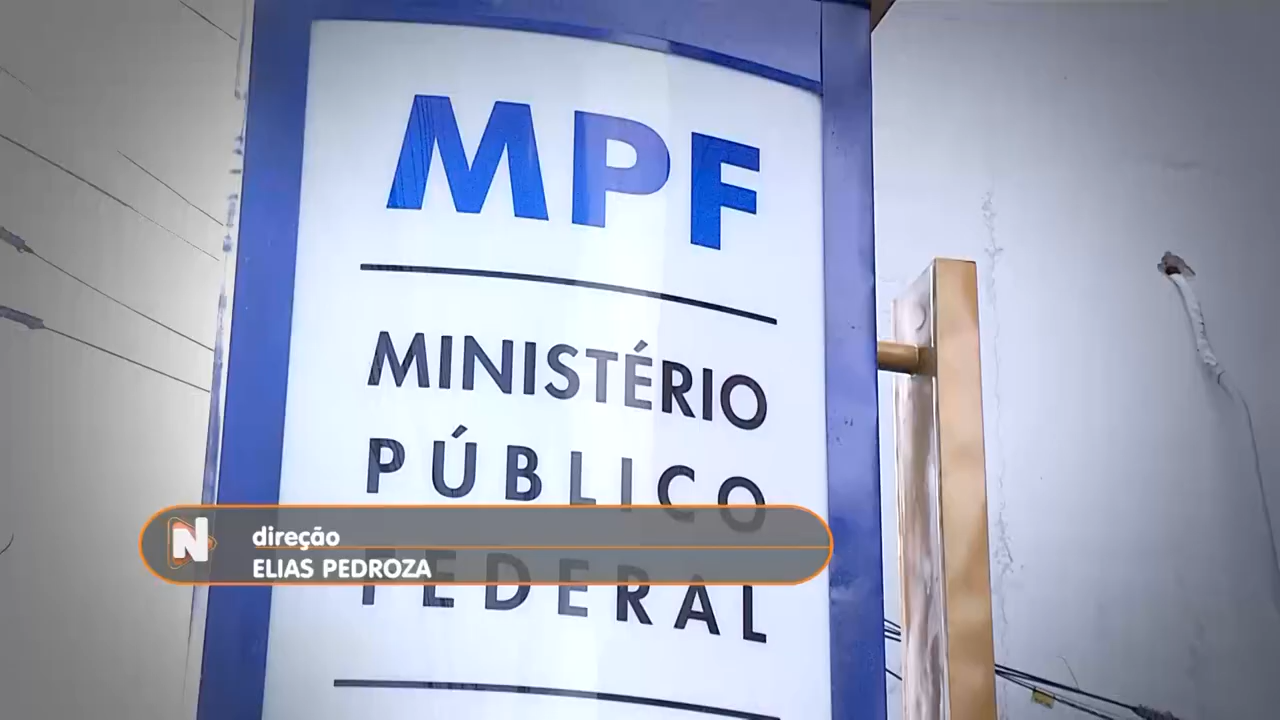 MPF
MINISTÉRIO
PÚBLICO
FEDERAL
N
direção
ELIAS PEDROZA